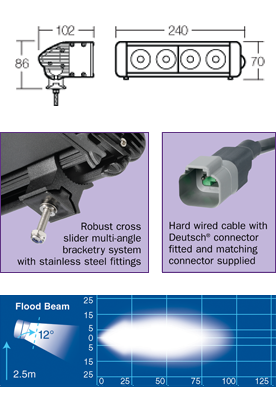 102
240
86
70
Robust cross
slider multi-angle
bracketry system
with stainless steel fittings
Hard wired cable with
Deutsch® connector
fitted and matching
connector supplied
Flood Beam
12°
2.5m
25
15
5
0
5
15
25
0 25 50 75 100 125